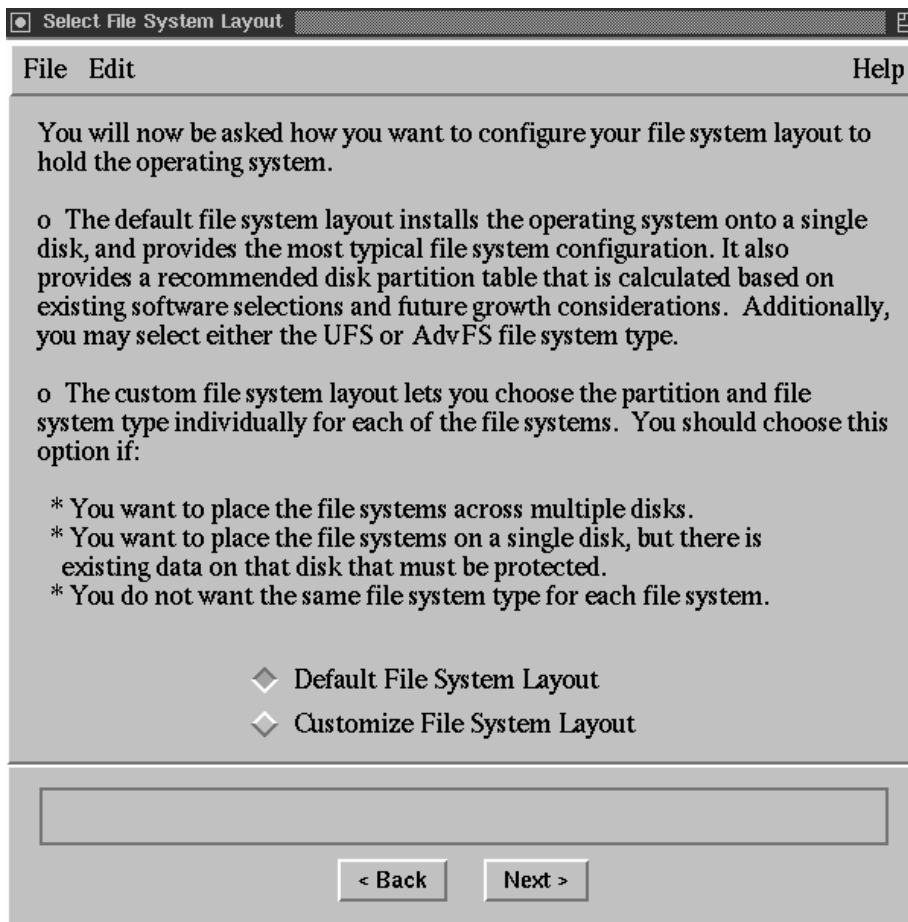 Select File System Layout
File Edit Help
You will now be asked how you want to configure your file system layout to
hold the operating system.
o The default file system layout installs the operating system onto a single
disk, and provides the most typical file system configuration. It also
provides a recommended disk partition table that is calculated based on
existing software selections and future growth considerations. Additionally,
you may select either the UFS or AdvFS file system type.
o The custom file system layout lets you choose the partition and file
system type individually for each of the file systems. You should choose this
option if:
* You want to place the file systems across multiple disks.
* You want to place the file systems on a single disk, but there is
existing data on that disk that must be protected.
* You do not want the same file system type for each file system.
Default File System Layout
Customize File System Layout
< Back Next >